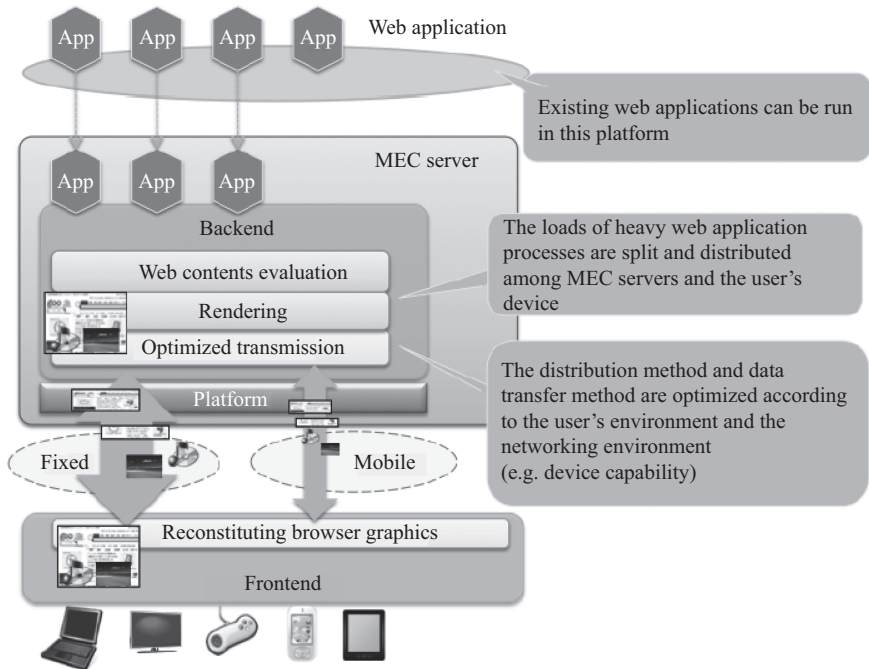 App App App App
Web application
Existing web applications can be run
in this platform
MEC server
App App App
Backend
The loads of heavy web application
processes are split and distributed
among MEC servers and the user's
device
Web contents evaluation
Rendering
Optimized transmission
The distribution method and data
transfer method are optimized according
to the user's environment and the
networking environment
(e.g. device capability)
Platform
Fixed
Mobile
Reconstituting browser graphics
Frontend